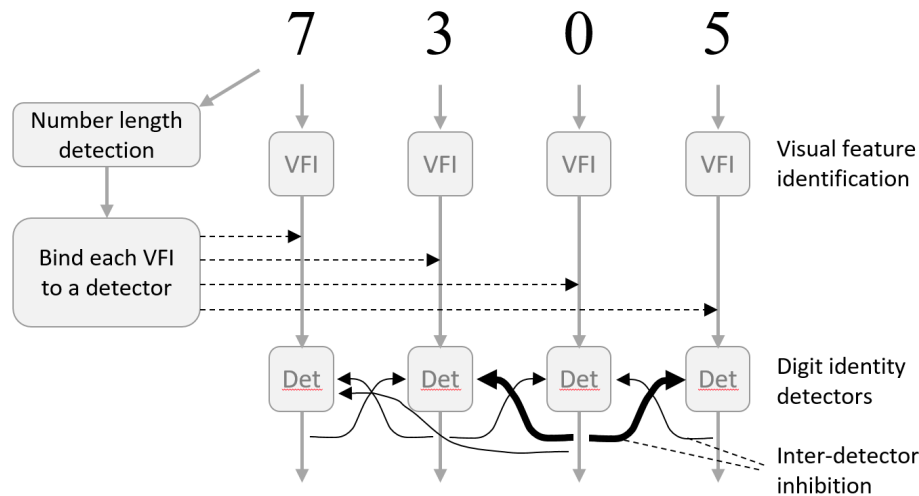 7 3 0 5
Number length
detection
VFI VFI VFI VFI
Visual feature
identification
Bind each VFI
to a detector
Det Det Det Det
Digit identity
detectors
Inter-detector
inhibition